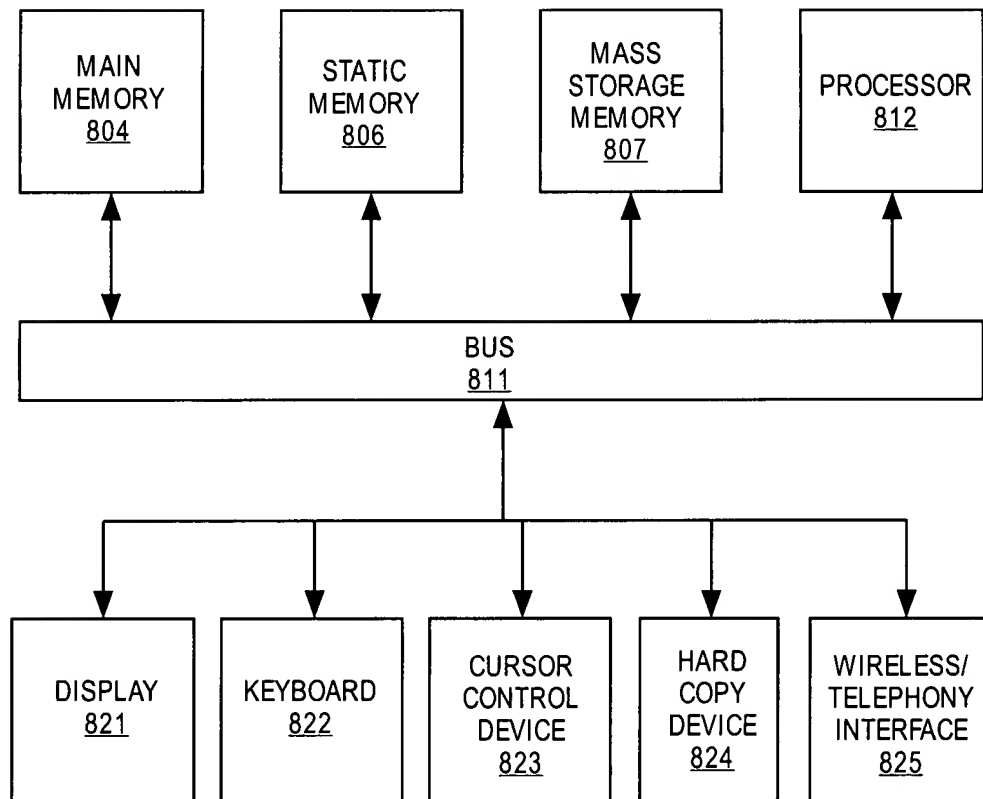 MAIN
MEMORY
804
STATIC
MEMORY
806
MASS
STORAGE
MEMORY
807
PROCESSOR
812
BUS
811
DISPLAY
821
KEYBOARD
822
CURSOR
CONTROL
DEVICE
823
HARD
COPY
DEVICE
824
WIRELESS/
TELEPHONY
INTERFACE
825